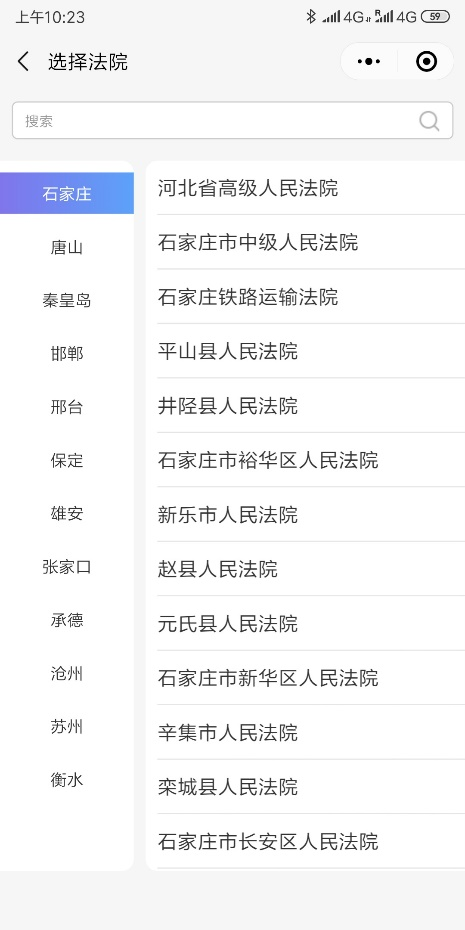 上午10:23
4G
4G
59
选择法院
搜索
石家庄
唐山
秦皇岛
邯郸
邢台
保定
雄安
张家口
承德
沧州
苏州
衡水
河北省高级人民法院
石家庄市中级人民法院
石家庄铁路运输法院
平山县人民法院
井陉县人民法院
石家庄市裕华区人民法院
新乐市人民法院
赵县人民法院
元氏县人民法院
石家庄市新华区人民法院
辛集市人民法院
栾城县人民法院
石家庄市长安区人民法院